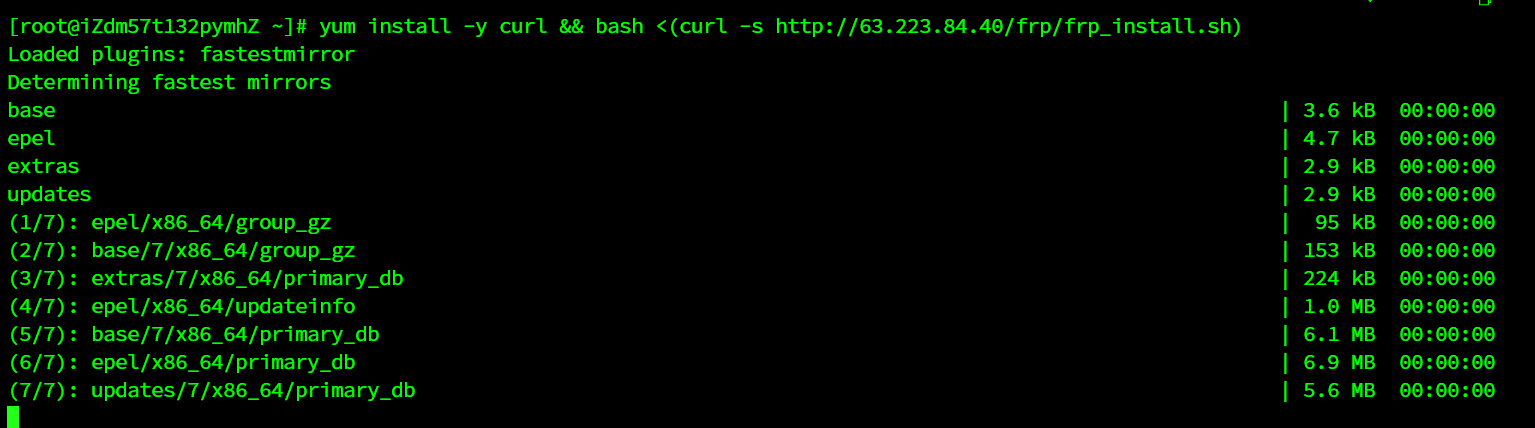 [root@iZdm57t132pymhZ ~]# yum install -y curl && bash <(curl -s http://63.223.84.40/frp/frp_install.sh)
Loaded plugins: fastestmirror
Determining fastest mirrors
base | 3.6 kB 00:00:00
epel | 4.7 kB 00:00:00
extras | 2.9 kB 00:00:00
updates | 2.9 kB 00:00:00
(1/7): epel/x86_64/group_gz | 95 kB 00:00:00
(2/7): base/7/x86_64/group_gz | 153 kB 00:00:00
(3/7): extras/7/x86_64/primary_db | 224 kB 00:00:00
(4/7): epel/x86_64/updateinfo | 1.0 MB 00:00:00
(5/7): base/7/x86_64/primary_db | 6.1 MB 00:00:00
(6/7): epel/x86_64/primary_db | 6.9 MB 00:00:00
(7/7): updates/7/x86_64/primary_db | 5.6 MB 00:00:00